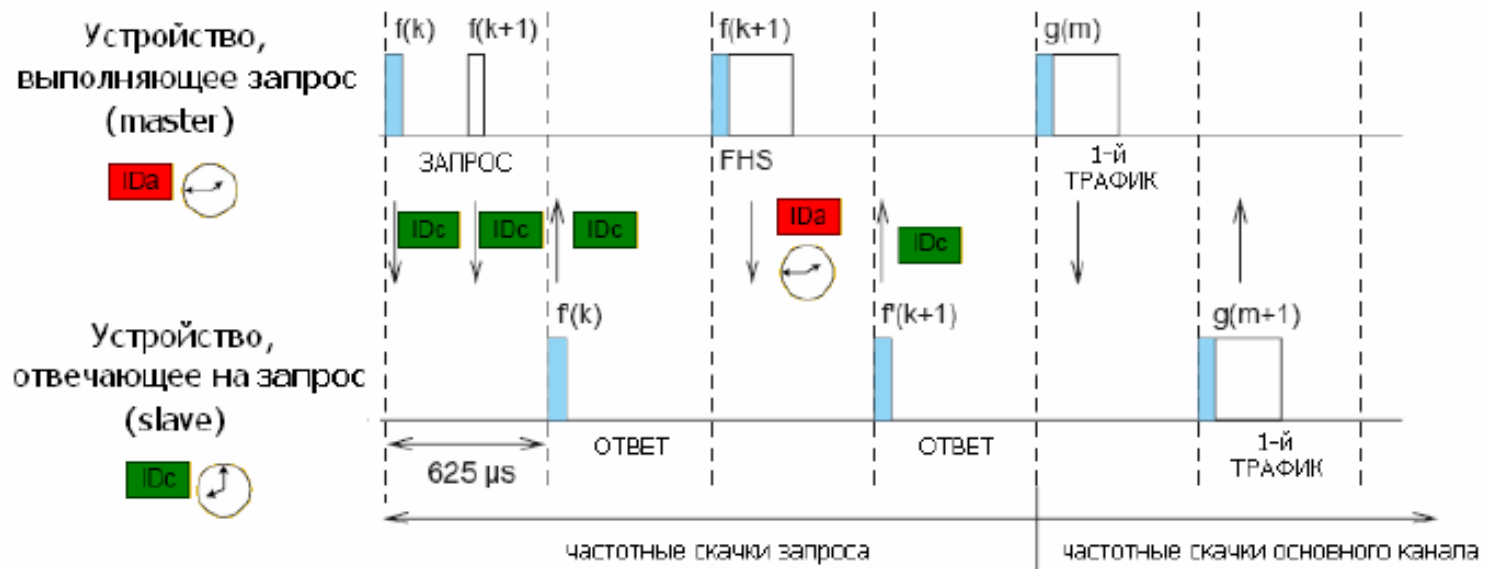 Устройство,
выполняющее запрос
(master)
IDa
f(k)
f(k+1)
f(k+1)
g(m)
ЗАПРОС
FHS
1-й
ТРАФИК
IDc
IDc
IDc
IDa
IDc
Устройство,
отвечающее на запрос
(slave)
IDc
f'(k)
f'(k+1)
g(m+1)
625 µs
ОТВЕТ
ОТВЕТ
1-й
ТРАФИК
частотные скачки запроса
частотные скачки основного канала